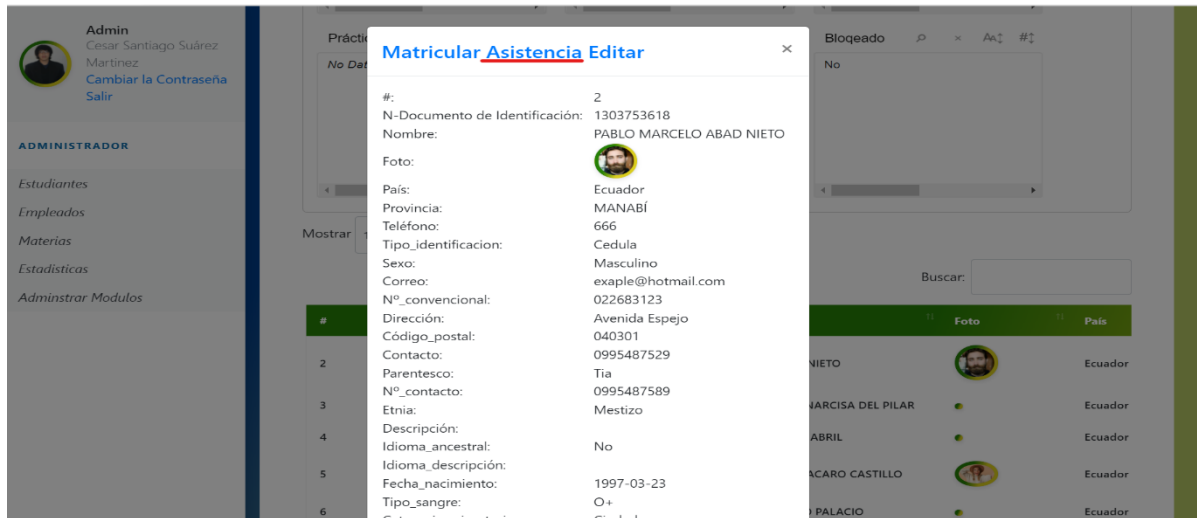 Admin
Cesar Santiago Suárez
Martinez
Cambiar la Contraseña
Salir
ADMINISTRADOR
Estudiantes
Empleados
Materias
Estadisticas
Adminstrar Modulos
No
Bloqeado
No
Mostrar
Buscar:
Matricular Asistencia Editar ×
#: 2
N-Documento de Identificación: 1303753618
Nombre: PABLO MARCELO ABAD NIETO
Foto:
País: Ecuador
Provincia: MANABÍ
Teléfono: 666
Tipo_identificacion: Cedula
Sexo: Masculino
Correo: exaple@hotmail.com
Nº_convencional: 022683123
Dirección: Avenida Espejo
Código_postal: 040301
Contacto: 0995487529
Parentesco: Tia
Nº_contacto: 0995487589
Etnia: Mestizo
Descripción:
Idioma_ancestral: No
Idioma_descripción:
Fecha_nacimiento: 1997-03-23
Tipo_sangre: O+
# Foto País
2 NIETO Ecuador
3 NARCISA DEL PILAR Ecuador
4 ABRIL Ecuador
5 CASTILLO Ecuador
6 PALACIO Ecuador